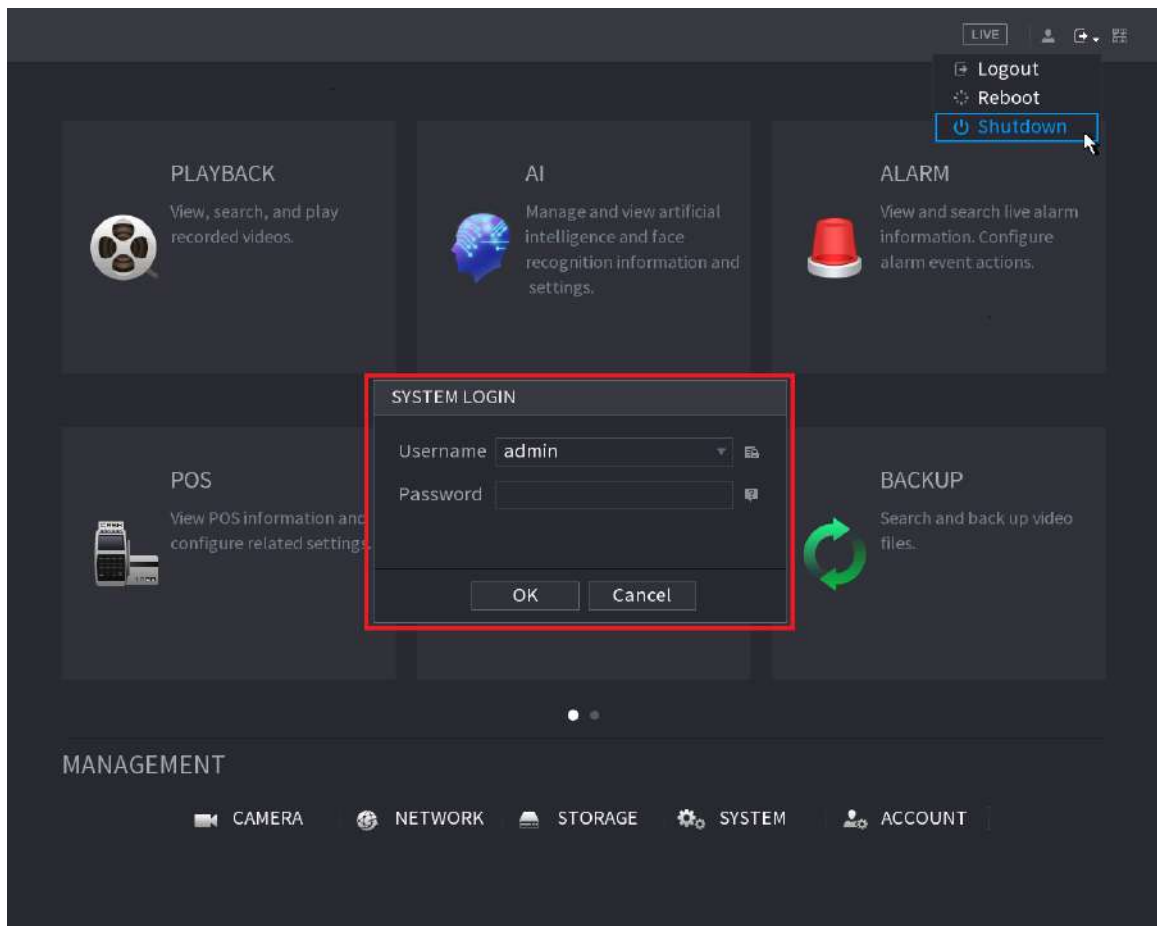 LIVE
Logout
Reboot
Shutdown
PLAYBACK
View, search, and play
recorded videos.
AI
Manage and view artificial
intelligence and face
recognition information and
settings.
ALARM
View and search live alarm
information. Configure
alarm event actions.
SYSTEM LOGIN
Username admin
Password
OK Cancel
POS
View POS information and
configure related settings.
BACKUP
Search and back up video
files.
MANAGEMENT
CAMERA NETWORK STORAGE SYSTEM ACCOUNT